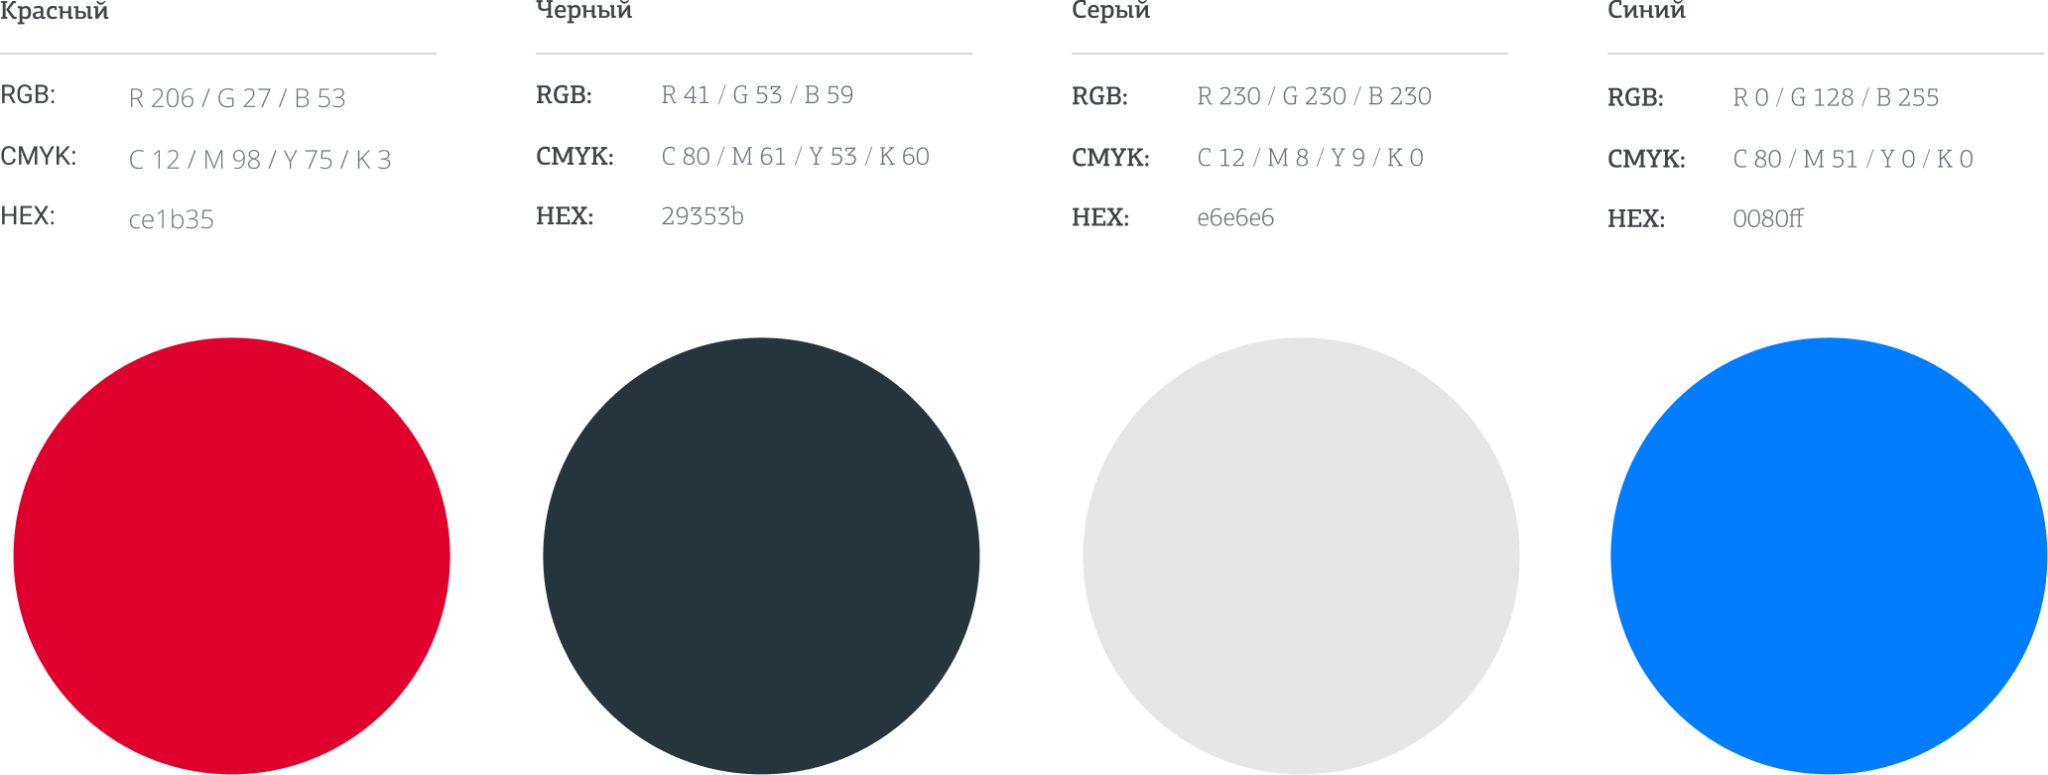 Красный
RGB: R 206 / G 27 / B 53
CMYK: C 12 / M 98 / Y 75 / K 3
HEX: ce1b35
Черный
RGB: R 41 / G 53 / B 59
CMYK: C 80 / M 61 / Y 53 / K 60
HEX: 29353b
Серый
RGB: R 230 / G 230 / B 230
CMYK: C 12 / M 8 / Y 9 / K 0
HEX: e6e6e6
Синий
RGB: R 0 / G 128 / B 255
CMYK: C 80 / M 51 / Y 0 / K 0
HEX: 0080ff